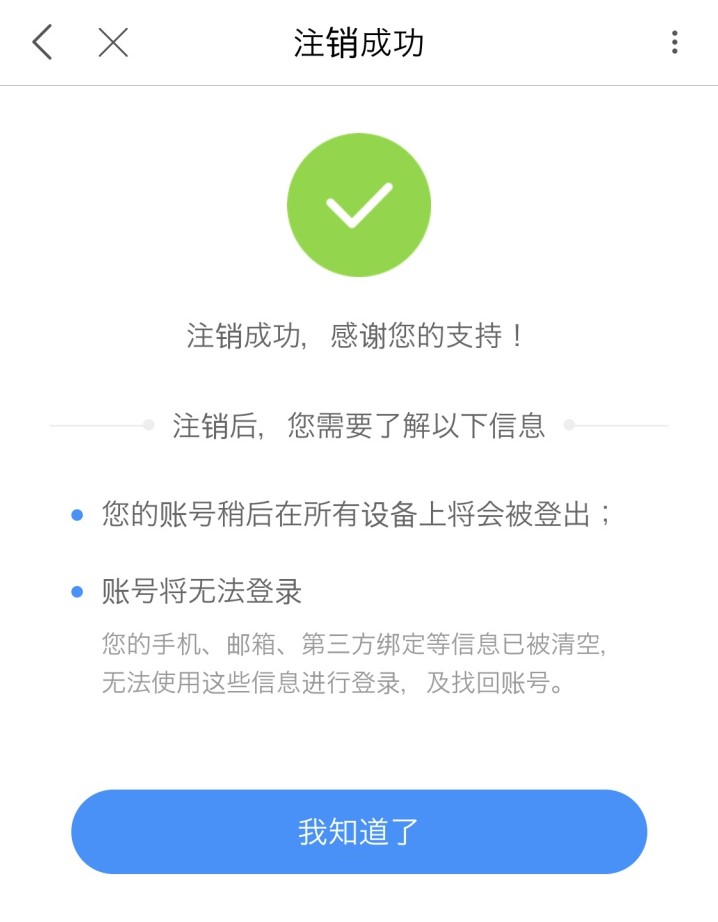 注销成功
注销成功，感谢您的支持！
注销后，您需要了解以下信息
您的账号稍后在所有设备上将会被登出；
账号将无法登录
您的手机、邮箱、第三方绑定等信息已被清空，
无法使用这些信息进行登录，及找回账号。
我知道了